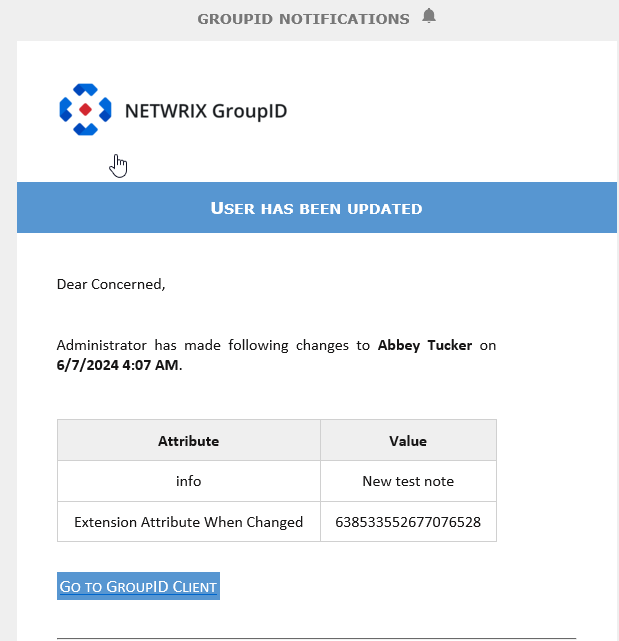 GROUPID NOTIFICATIONS
NETWRIX GroupID
USER HAS BEEN UPDATED
Dear Concerned,
Administrator has made following changes to Abbey Tucker on
6/7/2024 4:07 AM.
Attribute Value
info New test note
Extension Attribute When Changed 638533552677076528
GO TO GROUPID CLIENT